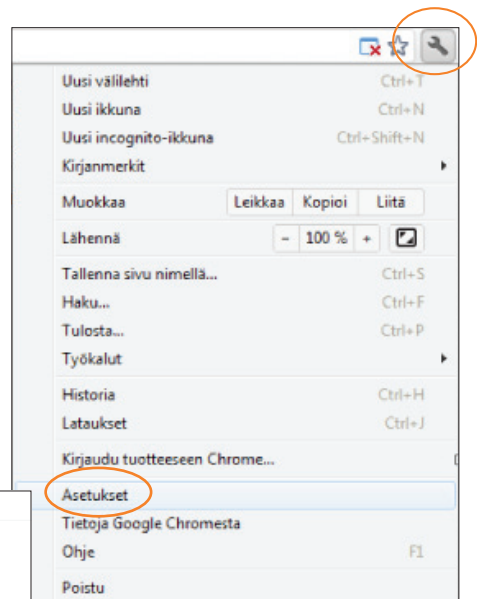 Uusi välilehti Ctrl+T
Uusi ikkuna Ctrl+N
Uusi incognito-ikkuna Ctrl+Shift+N
Kirjanmerkit
Muokkaa Leikkaa Kopioi Liitä
Lähennä - 100 % +
Tallenna sivu nimellä... Ctrl+S
Haku... Ctrl+F
Tulosta... Ctrl+P
Työkalut
Historia Ctrl+H
Lataukset Ctrl+J
Kirjaudu tuotteeseen Chrome...
Asetukset
Tietoja Google Chromesta
Ohje F1
Poistu